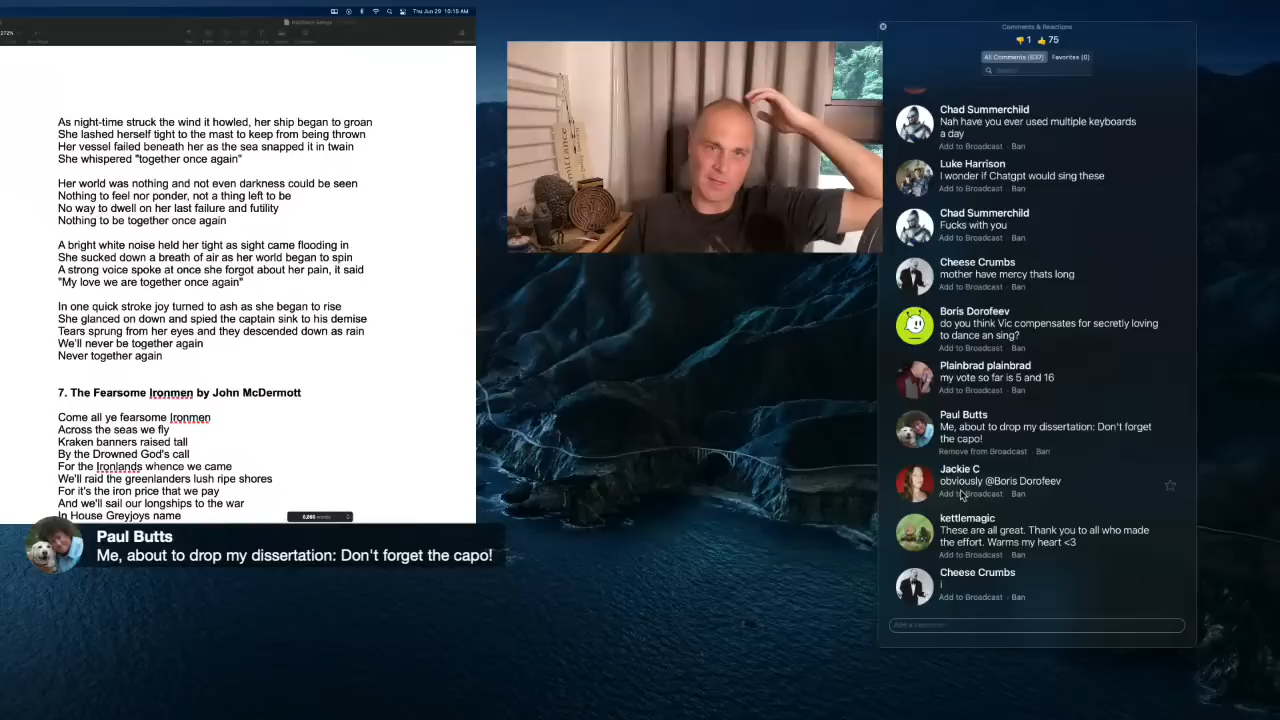 Thu Jun 29 10:15 AM
272%
As night-time struck the wind it howled, her ship began to groan
She lashed herself tight to the mast to keep from being thrown
Her vessel failed beneath her as the sea snapped it in twain
She whispered "together once again"
Her world was nothing and not even darkness could be seen
Nothing to feel nor ponder, not a thing left to be
No way to dwell on her last failure and futility
Nothing to be together once again
A bright white noise held her tight as sight came flooding in
She sucked down a breath of air as her world began to spin
A strong voice spoke at once she forgot about her pain, it said
"My love we are together once again"
In one quick stroke joy turned to ash as she began to rise
She glanced on down and spied the captain sink to his demise
Tears sprung from her eyes and they descended down as rain
We'll never be together again
Never together again
7. The Fearsome Ironmen by John McDermott
Come all ye fearsome Ironmen
Across the seas we fly
Kraken banners raised tall
By the Drowned God's call
For the Ironlands whence we came
We'll raid the greenlanders lush ripe shores
For it's the iron price that we pay
And we'll sail our longships to the war
In House Greyjoys name
words
Paul Butts
Me, about to drop my dissertation: Don't forget the capo!
Comments & Reactions
1 75
All Comments (637) Favorites (0)
Search
Chad Summerchild
Nah have you ever used multiple keyboards
a day
Add to Broadcast · Ban
Luke Harrison
I wonder if Chatgpt would sing these
Add to Broadcast · Ban
Chad Summerchild
Fucks with you
Add to Broadcast · Ban
Cheese Crumbs
mother have mercy thats long
Add to Broadcast · Ban
Boris Dorofeev
do you think Vic compensates for secretly loving
to dance an sing?
Add to Broadcast · Ban
Plainbrad plainbrad
my vote so far is 5 and 16
Add to Broadcast · Ban
Paul Butts
Me, about to drop my dissertation: Don't forget
the capo!
Remove from Broadcast · Ban
Jackie C
obviously @Boris Dorofeev
Add to Broadcast · Ban
kettlemagic
These are all great. Thank you to all who made
the effort. Warms my heart <3
Add to Broadcast · Ban
Cheese Crumbs
i
Add to Broadcast · Ban
Add a comment